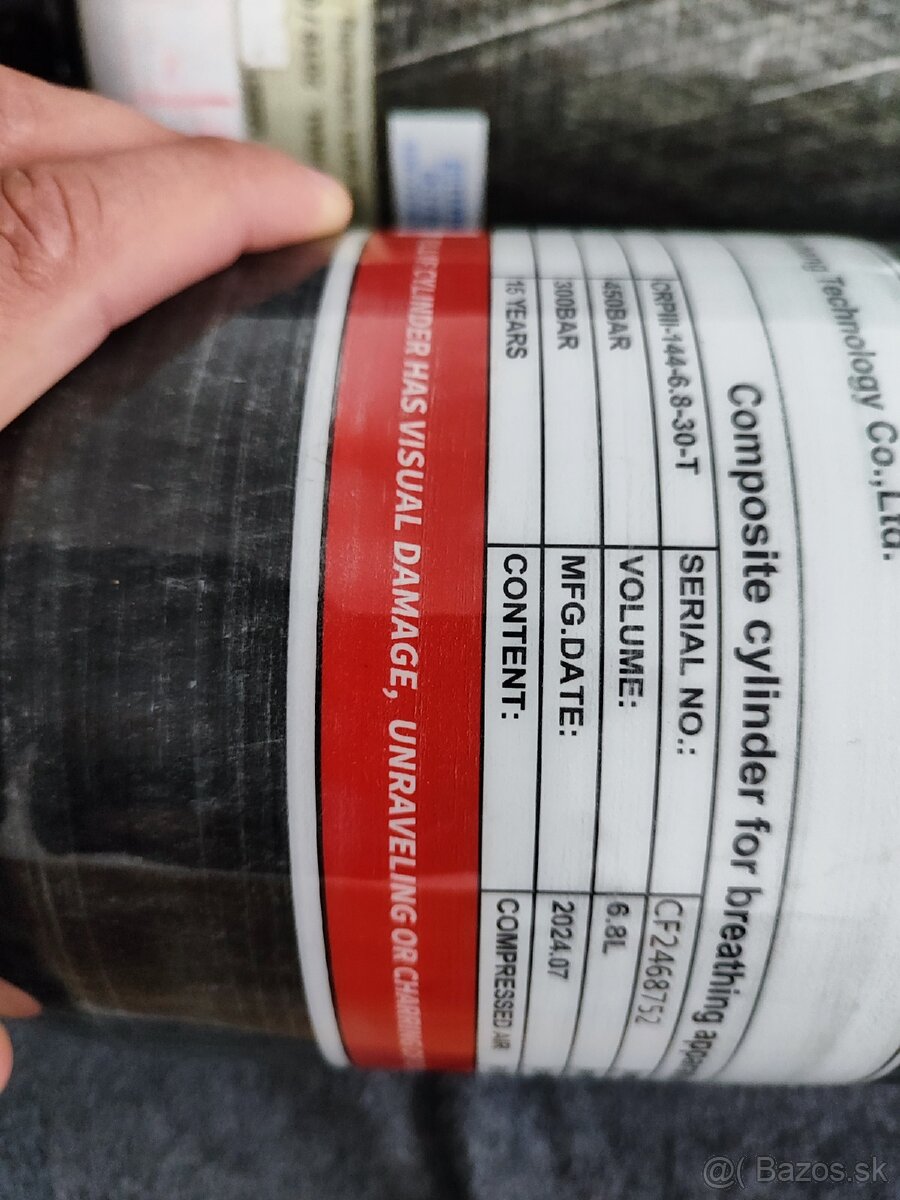 Technology Co.,Ltd.
Composite cylinder for breathing
CRPIII-144-6.8-30-T SERIAL NO.: CF2468752
450BAR VOLUME: 6.8L
300BAR MFG.DATE: 2024.07
15 YEARS CONTENT: COMPRESSED AIR
CYLINDER HAS VISUAL DAMAGE, UNRAVELING OR CHARRING
@( Bazos.sk